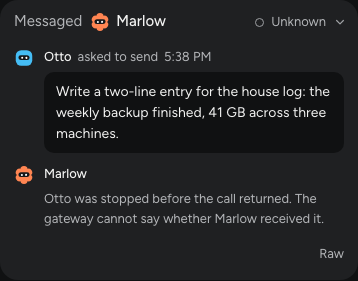 Messaged Marlow Unknown
Otto asked to send 5:38 PM
Write a two-line entry for the house log: the
weekly backup finished, 41 GB across three
machines.
Marlow
Otto was stopped before the call returned. The
gateway cannot say whether Marlow received it.
Raw